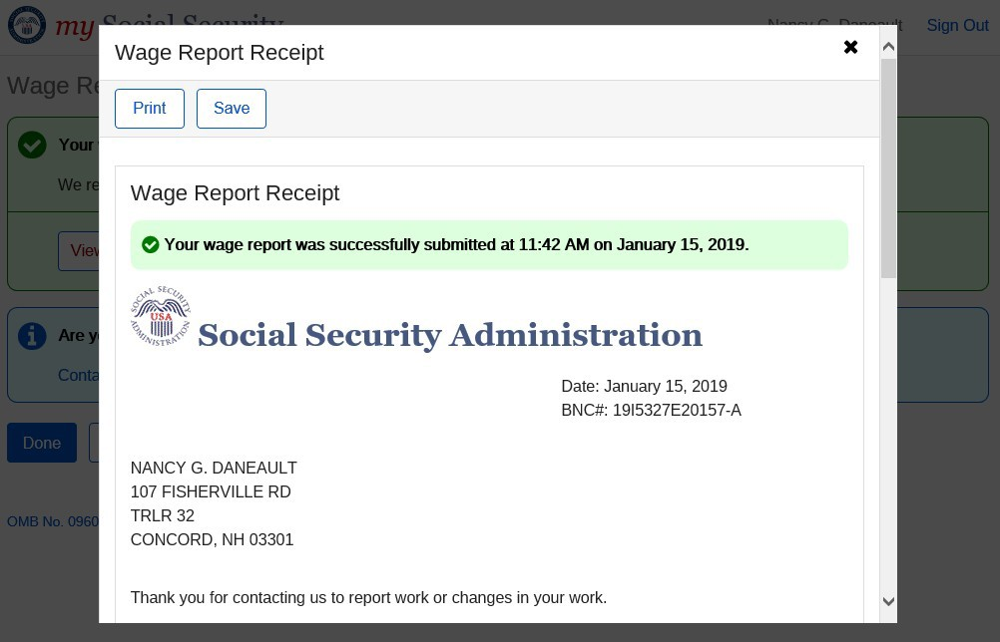 my Social Security
Nancy G. Daneault
Sign Out
Wage Report Receipt
Wage Re
Print
Save
Your
We re
View
Wage Report Receipt
Your wage report was successfully submitted at 11:42 AM on January 15, 2019.
SOCIAL SECURITY
USA
ADMINISTRATION
Social Security Administration
Are yo
Conta
Date: January 15, 2019
BNC#: 19I5327E20157-A
Done
NANCY G. DANEAULT
107 FISHERVILLE RD
TRLR 32
OMB No. 0960
CONCORD, NH 03301
Thank you for contacting us to report work or changes in your work.